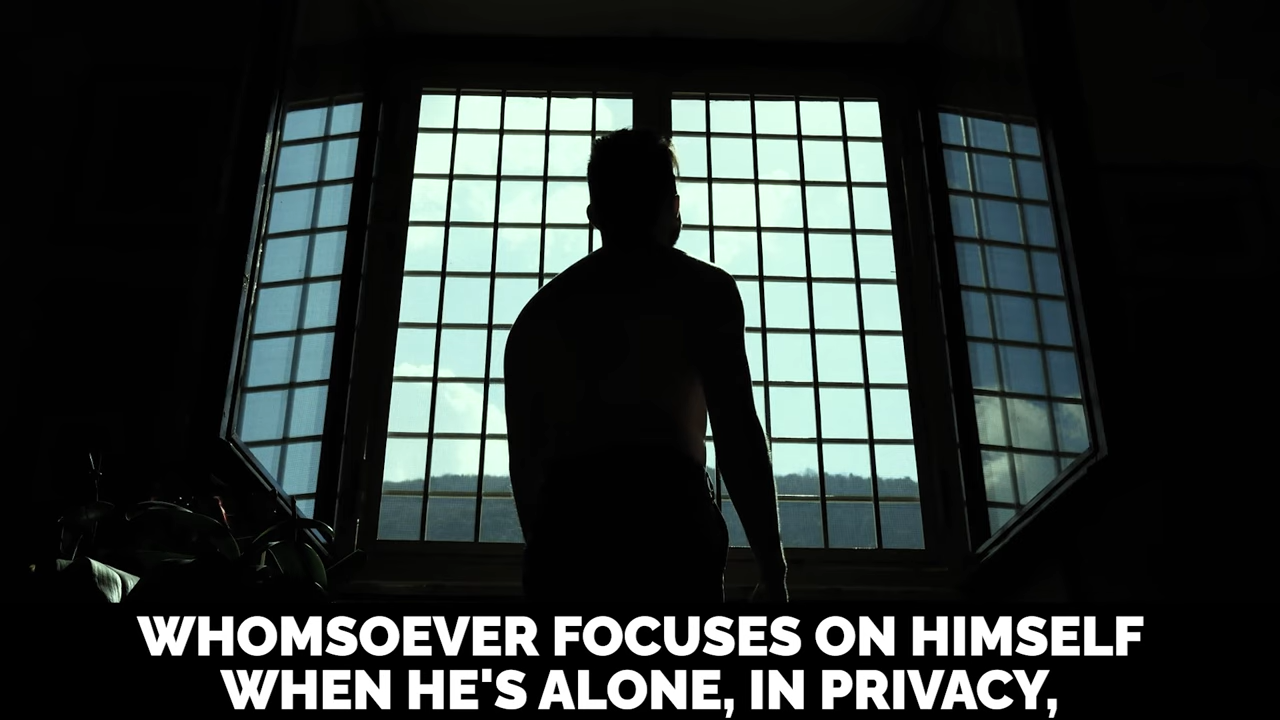 WHOMSOEVER FOCUSES ON HIMSELF
WHEN HE'S ALONE, IN PRIVACY,